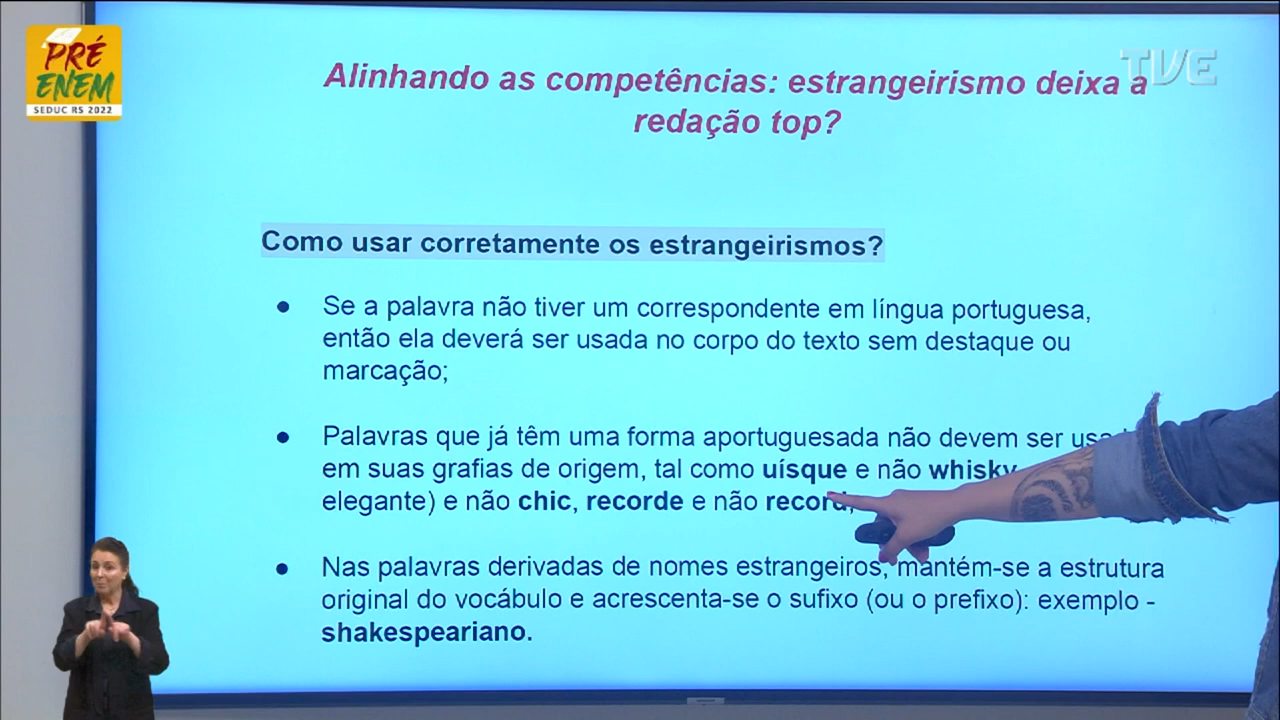 PRÉ
ENEM
SEDUC RS 2022
TVE
Alinhando as competências: estrangeirismo deixa a
redação top?
Como usar corretamente os estrangeirismos?
● Se a palavra não tiver um correspondente em língua portuguesa,
então ela deverá ser usada no corpo do texto sem destaque ou
marcação;
● Palavras que já têm uma forma aportuguesada não devem ser
em suas grafias de origem, tal como uísque e não whisky
elegante) e não chic, recorde e não record,
● Nas palavras derivadas de nomes estrangeiros, mantém-se a estrutura
original do vocábulo e acrescenta-se o sufixo (ou o prefixo): exemplo -
shakespeariano.